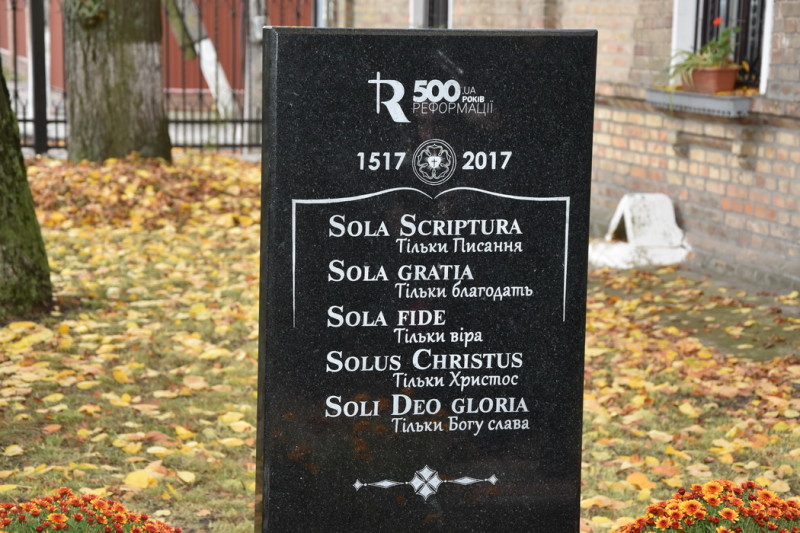 R 500.UA
РОКІВ
РЕФОРМАЦІЇ
1517 2017
SOLA SCRIPTURA
Тільки Писання
SOLA GRATIA
Тільки благодать
SOLA FIDE
Тільки віра
SOLUS CHRISTUS
Тільки Христос
SOLI DEO GLORIA
Тільки Богу слава